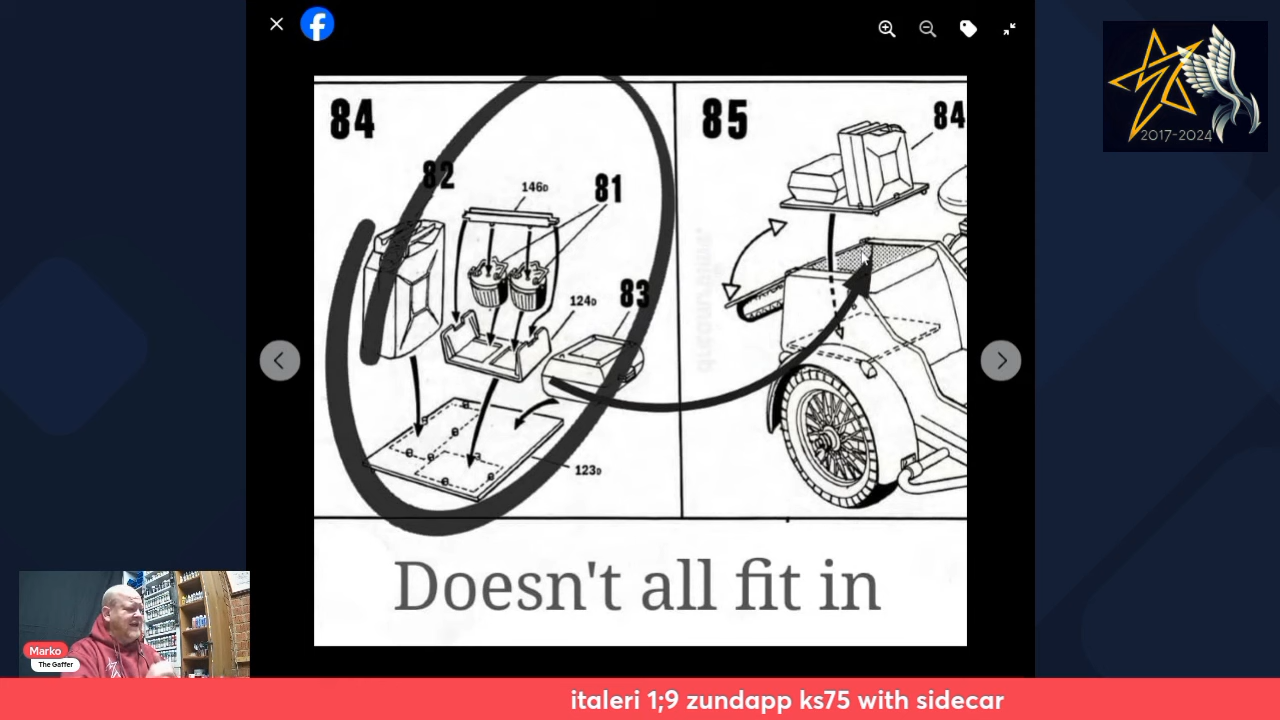 2017-2024
84
82
146D
81
124D
83
123D
85
84
Doesn't all fit in
Marko
The Gaffer
italeri 1;9 zundapp ks75 with sidecar